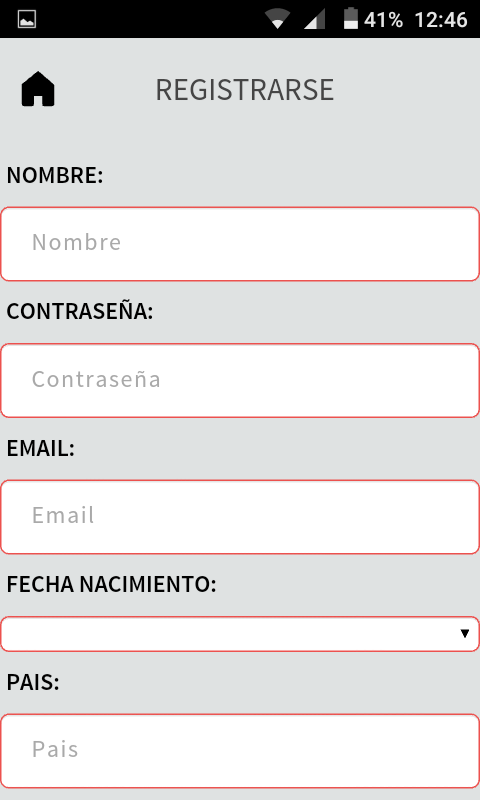 41% 12:46
REGISTRARSE
NOMBRE:
Nombre
CONTRASEÑA:
Contraseña
EMAIL:
Email
FECHA NACIMIENTO:
PAIS:
Pais